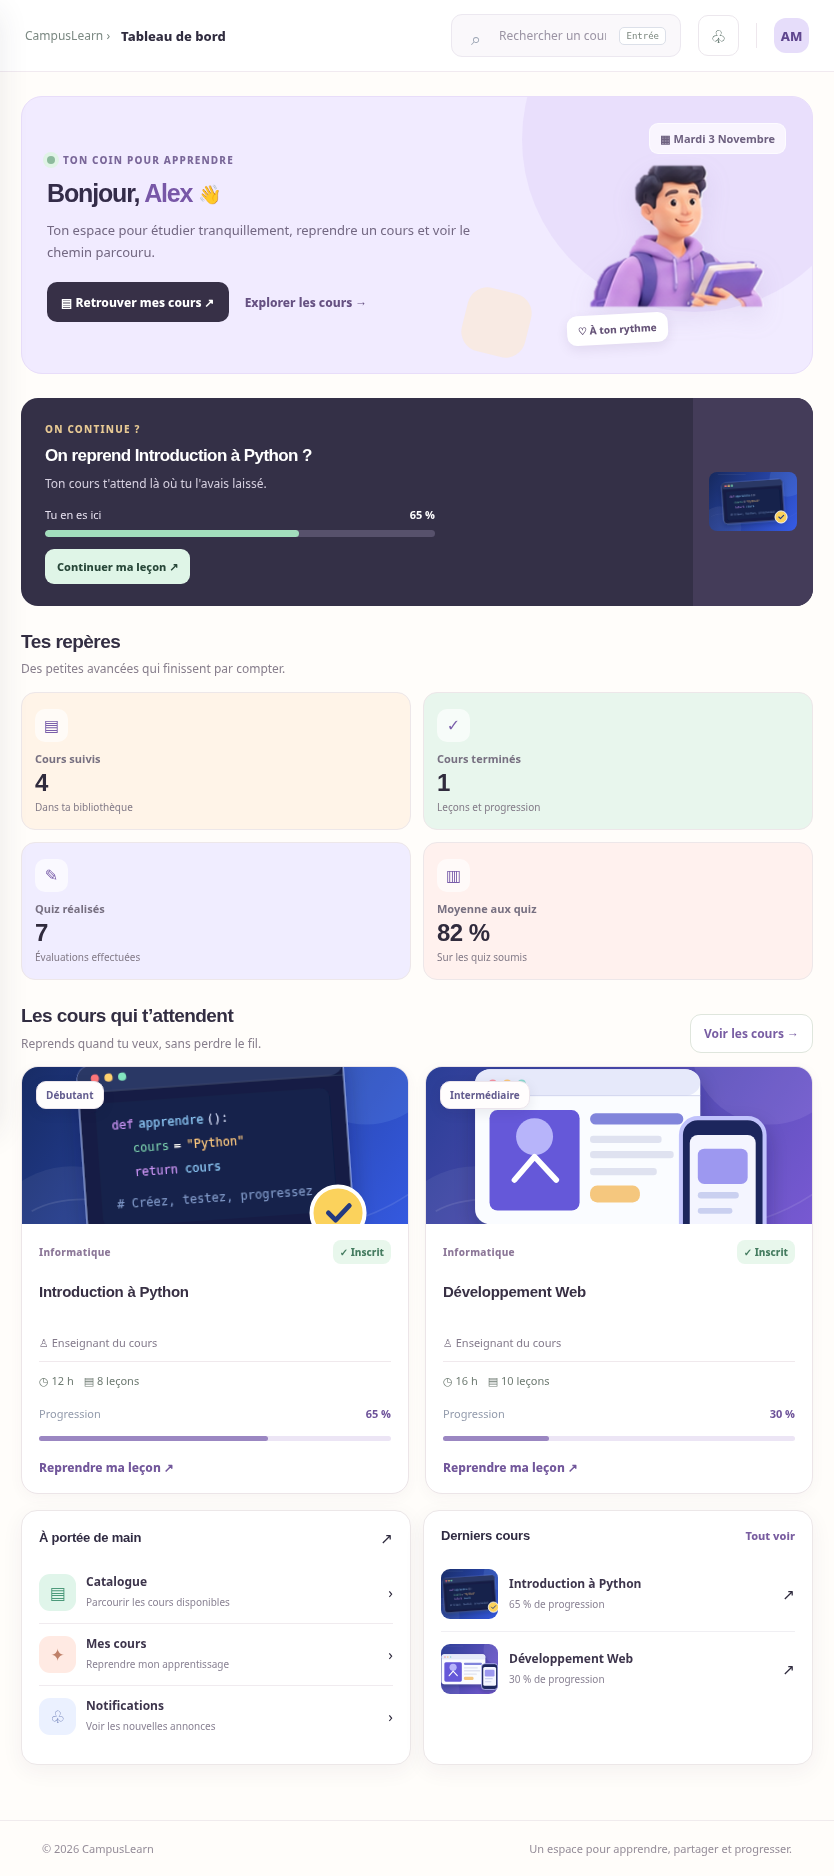 CampusLearn › Tableau de bord
Rechercher un cour Entrée
AM
Mardi 3 Novembre
TON COIN POUR APPRENDRE
Bonjour, Alex 👋
Ton espace pour étudier tranquillement, reprendre un cours et voir le
chemin parcouru.
Retrouver mes cours ↗ Explorer les cours →
♡ À ton rythme
ON CONTINUE ?
On reprend Introduction à Python ?
Ton cours t'attend là où tu l'avais laissé.
Tu en es ici 65 %
Continuer ma leçon ↗
Tes repères
Des petites avancées qui finissent par compter.
Cours suivis
4
Dans ta bibliothèque
Cours terminés
1
Leçons et progression
Quiz réalisés
7
Évaluations effectuées
Moyenne aux quiz
82 %
Sur les quiz soumis
Les cours qui t’attendent
Reprends quand tu veux, sans perdre le fil.
Voir les cours →
Débutant
def apprendre():
cours = "Python"
return cours
# Créez, testez, progressez
Informatique ✓ Inscrit
Introduction à Python
Enseignant du cours
12 h 8 leçons
Progression 65 %
Reprendre ma leçon ↗
Intermédiaire
Informatique ✓ Inscrit
Développement Web
Enseignant du cours
16 h 10 leçons
Progression 30 %
Reprendre ma leçon ↗
À portée de main ↗
Catalogue
Parcourir les cours disponibles ›
Mes cours
Reprendre mon apprentissage ›
Notifications
Voir les nouvelles annonces ›
Derniers cours Tout voir
Introduction à Python
65 % de progression ↗
Développement Web
30 % de progression ↗
© 2026 CampusLearn
Un espace pour apprendre, partager et progresser.